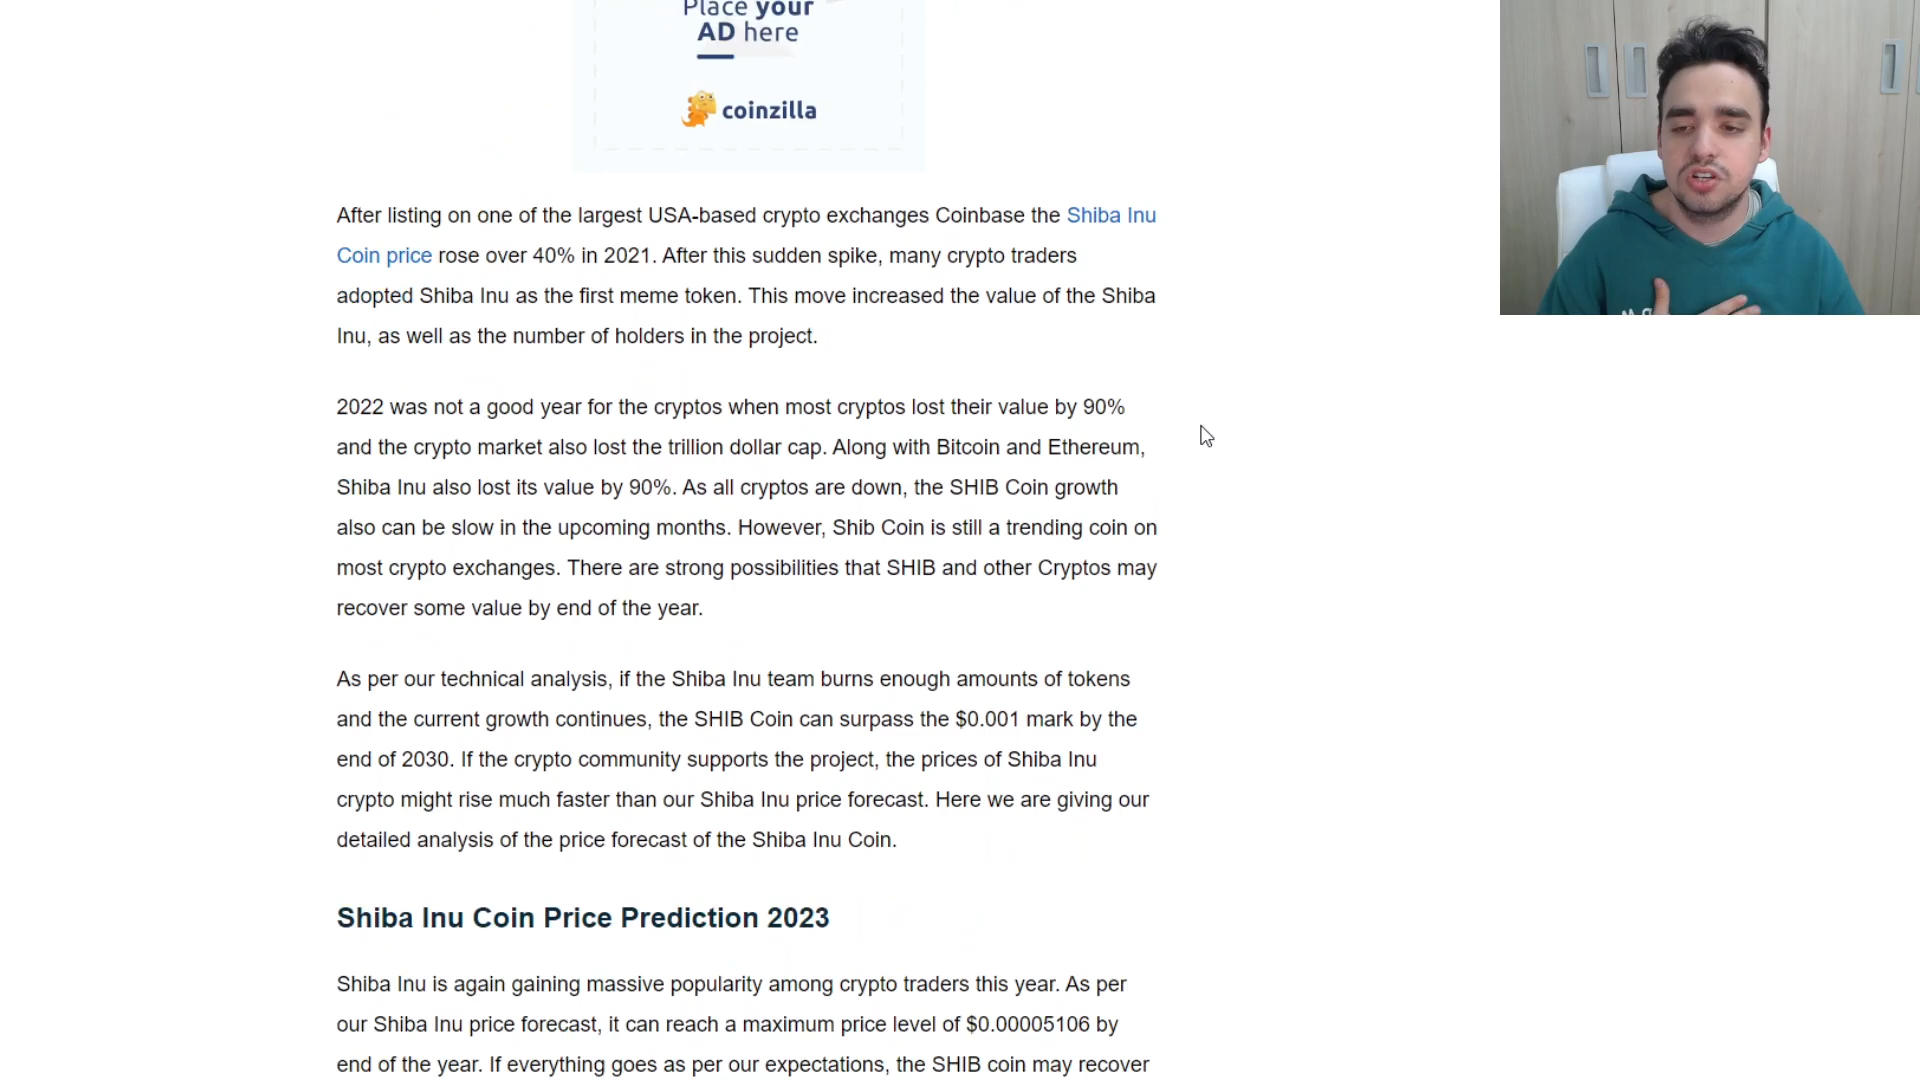 Place your
AD here
coinzilla
After listing on one of the largest USA-based crypto exchanges Coinbase the Shiba Inu
Coin price rose over 40% in 2021. After this sudden spike, many crypto traders
adopted Shiba Inu as the first meme token. This move increased the value of the Shiba
Inu, as well as the number of holders in the project.
2022 was not a good year for the cryptos when most cryptos lost their value by 90%
and the crypto market also lost the trillion dollar cap. Along with Bitcoin and Ethereum,
Shiba Inu also lost its value by 90%. As all cryptos are down, the SHIB Coin growth
also can be slow in the upcoming months. However, Shib Coin is still a trending coin on
most crypto exchanges. There are strong possibilities that SHIB and other Cryptos may
recover some value by end of the year.
As per our technical analysis, if the Shiba Inu team burns enough amounts of tokens
and the current growth continues, the SHIB Coin can surpass the $0.001 mark by the
end of 2030. If the crypto community supports the project, the prices of Shiba Inu
crypto might rise much faster than our Shiba Inu price forecast. Here we are giving our
detailed analysis of the price forecast of the Shiba Inu Coin.
Shiba Inu Coin Price Prediction 2023
Shiba Inu is again gaining massive popularity among crypto traders this year. As per
our Shiba Inu price forecast, it can reach a maximum price level of $0.00005106 by
end of the year. If everything goes as per our expectations, the SHIB coin may recover